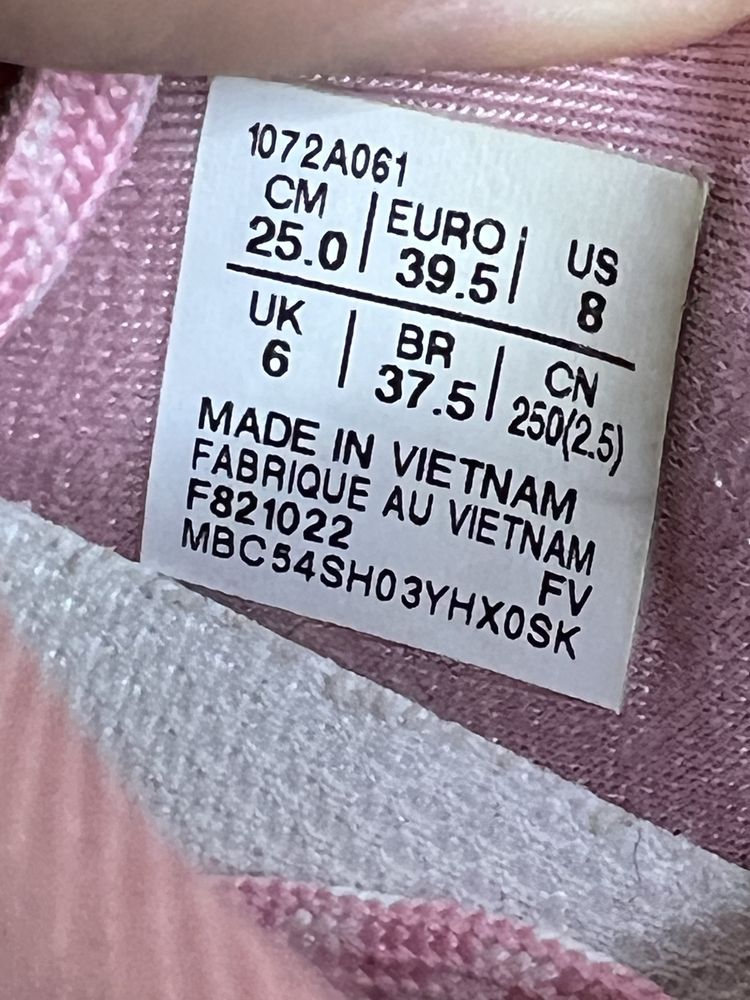 1072A061
CM | EURO | US
25.0 | 39.5 | 8
UK | BR | CN
6 | 37.5 | 250(2.5)
MADE IN VIETNAM
FABRIQUE AU VIETNAM
F821022 FV
MBC54SH03YHX0SK